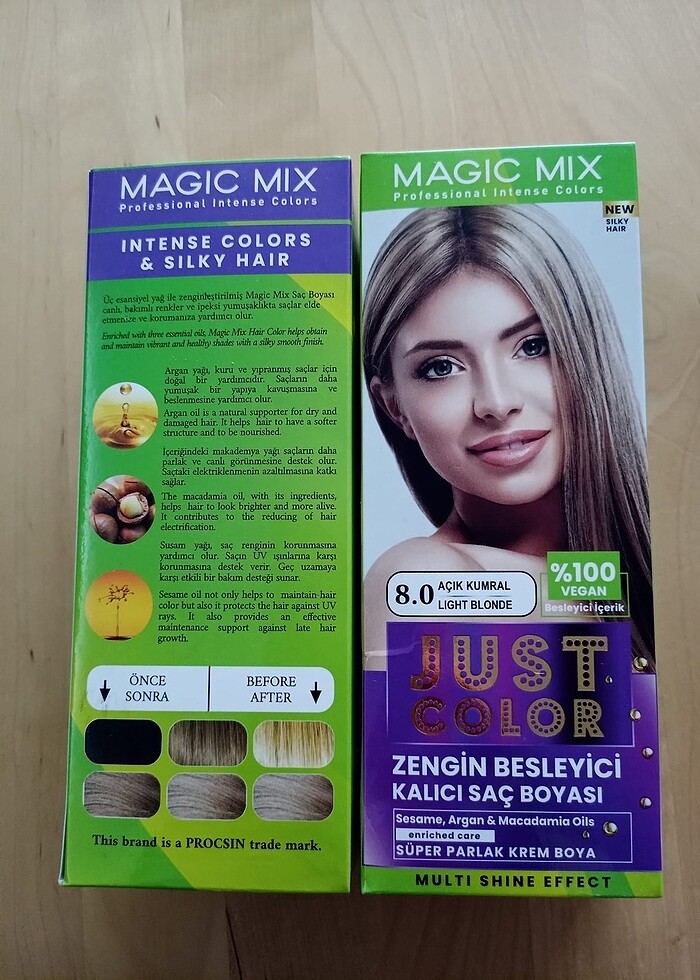 MAGIC MIX
Professional Intense Colors
INTENSE COLORS
& SILKY HAIR
Üç esansiyel yağ ile zenginleştirilmiş Magic Mix Saç Boyası
canlı, bakımlı renkler ve ipeksi yumuşaklıkta saçlar elde
etmenize ve korumanıza yardımcı olur.
Enriched with three essential oils, Magic Mix Hair Color helps obtain
and maintain vibrant and healthy shades with a silky smooth finish.
Argan yağı, kuru ve yıpranmış saçlar için
doğal bir yardımcıdır. Saçların daha
yumuşak bir yapıya kavuşmasına ve
beslenmesine yardımcı olur.
Argan oil is a natural supporter for dry and
damaged hair. It helps hair to have a softer
structure and to be nourished.
İçeriğindeki makademya yağı saçların daha
parlak ve canlı görünmesine destek olur.
Saçtaki elektriklenmenin azaltılmasına katkı
sağlar.
The macadamia oil, with its ingredients,
helps hair to look brighter and more alive.
It contributes to the reducing of hair
electrification.
Susam yağı, saç renginin korunmasına
yardımcı olur. Saçın UV ışınlarına karşı
korunmasına destek verir. Geç uzamaya
karşı etkili bir bakım desteği sunar.
Sesame oil not only helps to maintain hair
color but also it protects the hair against UV
rays. It also provides an effective
maintenance support against late hair
growth.
ÖNCE
SONRA
BEFORE
AFTER
This brand is a PROCSIN trade mark.
MAGIC MIX
Professional Intense Colors
NEW
SILKY
HAIR
8.0 AÇIK KUMRAL
LIGHT BLONDE
%100
VEGAN
Besleyici İçerik
JUST
COLOR
ZENGİN BESLEYİCİ
KALICI SAÇ BOYASI
Sesame, Argan & Macadamia Oils
enriched care
SÜPER PARLAK KREM BOYA
MULTI SHINE EFFECT